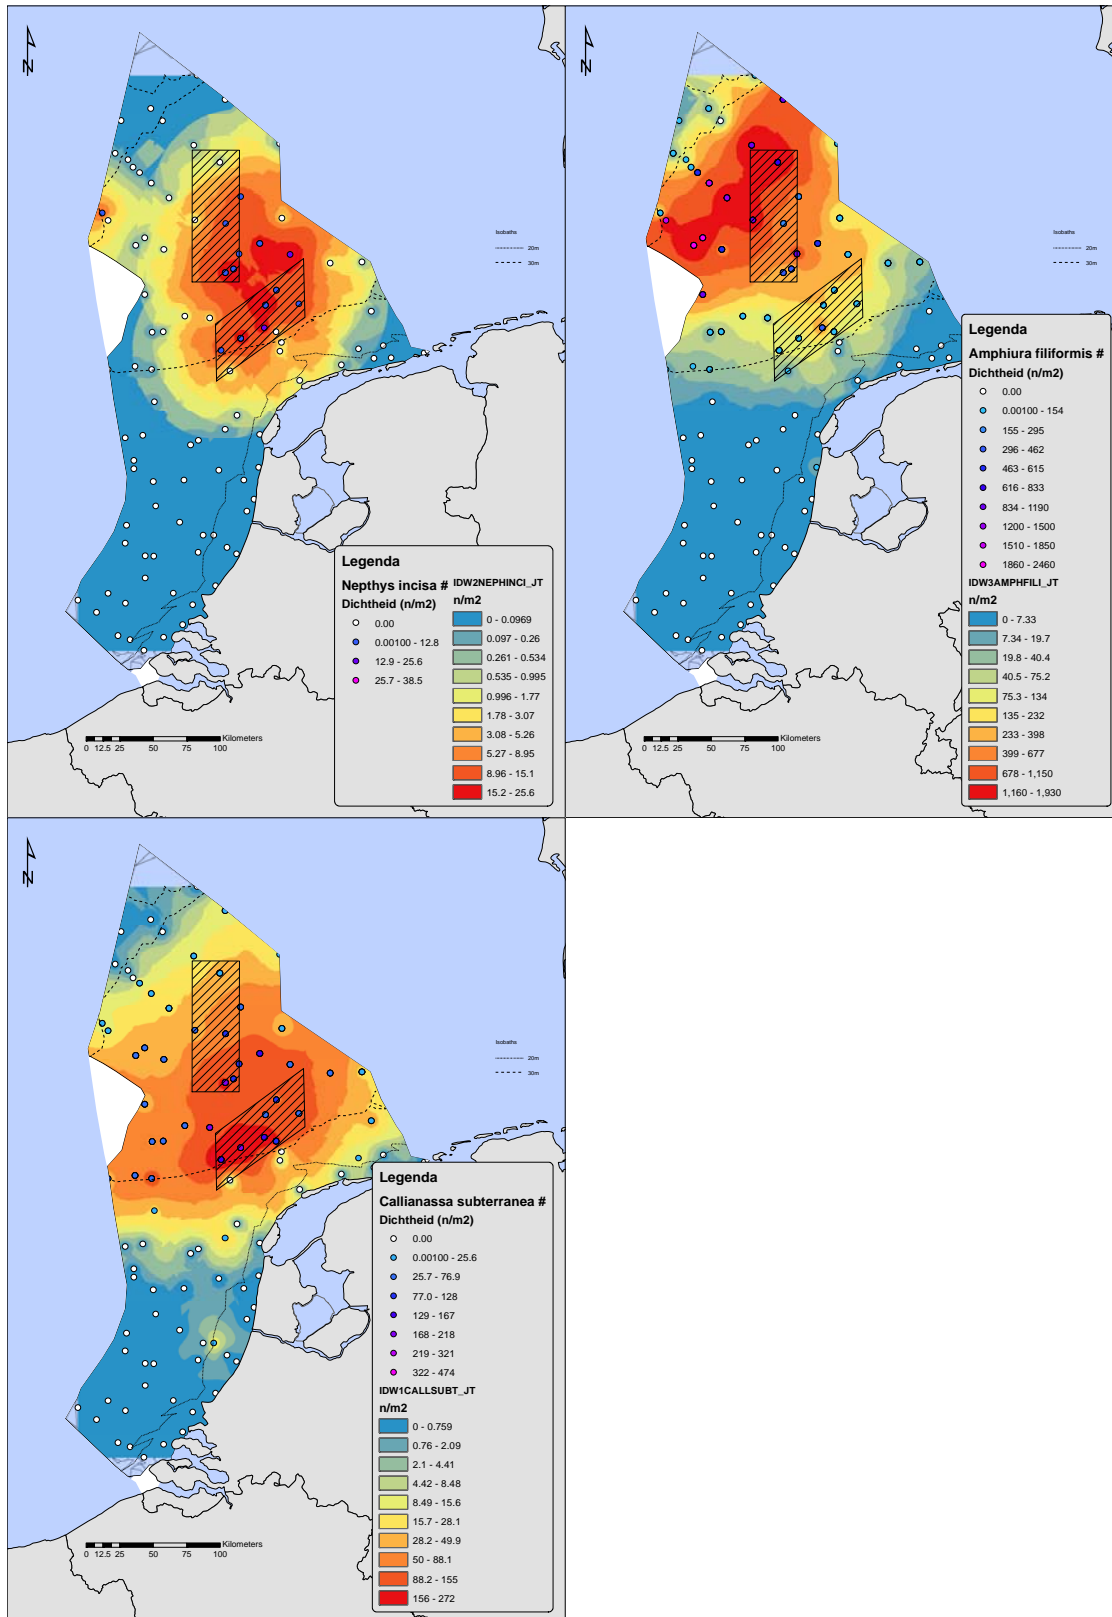 N
Isobaths
20m
30m
Legenda
Nepthys incisa #
Dichtheid (n/m2)
0.00
0.00100 - 12.8
12.9 - 25.6
25.7 - 38.5
IDW2NEPHINCI_JT
n/m2
0 - 0.0969
0.097 - 0.26
0.261 - 0.534
0.535 - 0.995
0.996 - 1.77
1.78 - 3.07
3.08 - 5.26
5.27 - 8.95
8.96 - 15.1
15.2 - 25.6
Kilometers
0 12.5 25 50 75 100
N
Isobaths
20m
30m
Legenda
Amphiura filiformis #
Dichtheid (n/m2)
0.00
0.00100 - 154
155 - 295
296 - 462
463 - 615
616 - 833
834 - 1190
1200 - 1500
1510 - 1850
1860 - 2460
IDW3AMPHFILI_JT
n/m2
0 - 7.33
7.34 - 19.7
19.8 - 40.4
40.5 - 75.2
75.3 - 134
135 - 232
233 - 398
399 - 677
678 - 1,150
1,160 - 1,930
Kilometers
0 12.5 25 50 75 100
N
Isobaths
20m
30m
Legenda
Callianassa subterranea #
Dichtheid (n/m2)
0.00
0.00100 - 25.6
25.7 - 76.9
77.0 - 128
129 - 167
168 - 218
219 - 321
322 - 474
IDW1CALLSUBT_JT
n/m2
0 - 0.759
0.76 - 2.09
2.1 - 4.41
4.42 - 8.48
8.49 - 15.6
15.7 - 28.1
28.2 - 49.9
50 - 88.1
88.2 - 155
156 - 272
Kilometers
0 12.5 25 50 75 100